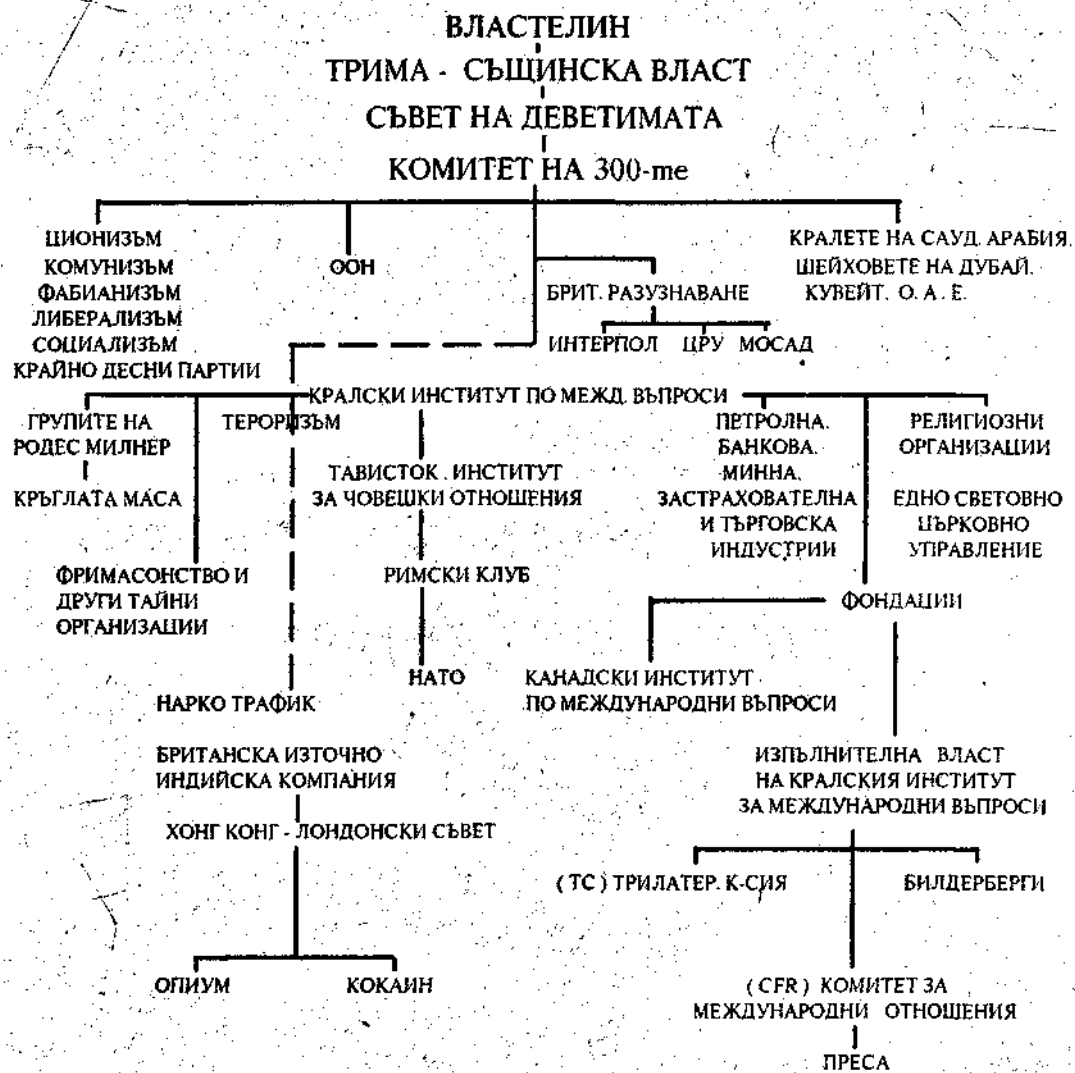 ВЛАСТЕЛИН
ТРИМА - СЪЩИНСКА ВЛАСТ
СЪВЕТ НА ДЕВЕТИМАТА
КОМИТЕТ НА 300-те
ЦИОНИЗЪМ
КОМУНИЗЪМ
ФАБИАНИЗЪМ
ЛИБЕРАЛИЗЪМ
СОЦИАЛИЗЪМ
КРАЙНО ДЕСНИ ПАРТИИ
ООН
БРИТ. РАЗУЗНАВАНЕ
ИНТЕРПОЛ ЦРУ МОСАД
КРАЛЕТЕ НА САУД. АРАБИЯ.
ШЕЙХОВЕТЕ НА ДУБАЙ.
КУВЕЙТ. О. А. Е.
КРАЛСКИ ИНСТИТУТ ПО МЕЖД. ВЪПРОСИ
ГРУПИТЕ НА
РОДЕС МИЛНЕР
КРЪГЛАТА МАСА
ТЕРОРИЗЪМ
ТАВИСТОК. ИНСТИТУТ
ЗА ЧОВЕШКИ ОТНОШЕНИЯ
ПЕТРОЛНА.
БАНКОВА.
МИННА.
ЗАСТРАХОВАТЕЛНА
И ТЪРГОВСКА
ИНДУСТРИИ
РЕЛИГИОЗНИ
ОРГАНИЗАЦИИ
ЕДНО СВЕТОВНО
ЦЪРКОВНО
УПРАВЛЕНИЕ
ФРИМАСОНСТВО И
ДРУГИ ТАЙНИ
ОРГАНИЗАЦИИ
РИМСКИ КЛУБ
ФОНДАЦИИ
НАТО
КАНАДСКИ ИНСТИТУТ
ПО МЕЖДУНАРОДНИ ВЪПРОСИ
НАРКО ТРАФИК
БРИТАНСКА ИЗТОЧНО
ИНДИЙСКА КОМПАНИЯ
ХОНГ КОНГ - ЛОНДОНСКИ СЪВЕТ
ИЗПЪЛНИТЕЛНА ВЛАСТ
НА КРАЛСКИЯ ИНСТИТУТ
ЗА МЕЖДУНАРОДНИ ВЪПРОСИ
(ТС) ТРИЛАТЕР. К-СИЯ
БИЛДЕРБЕРГИ
ОПИУМ
КОКАИН
(CFR) КОМИТЕТ ЗА
МЕЖДУНАРОДНИ ОТНОШЕНИЯ
ПРЕСА